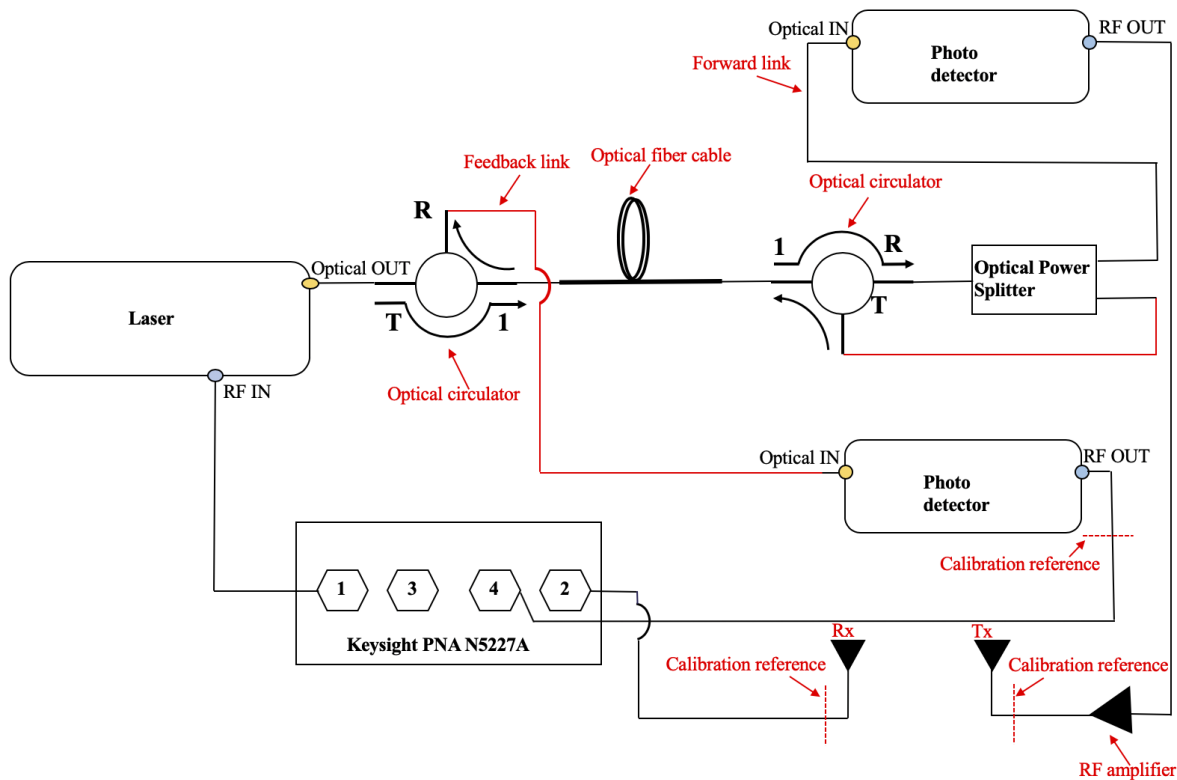 Optical IN
RF OUT
Photo
detector
Forward link
Feedback link
Optical fiber cable
Optical circulator
R
1
R
Optical OUT
Optical Power
Splitter
Laser
T
1
T
RF IN
Optical circulator
Optical IN
RF OUT
Photo
detector
Calibration reference
1
3
4
2
Keysight PNA N5227A
Rx
Tx
Calibration reference
Calibration reference
RF amplifier